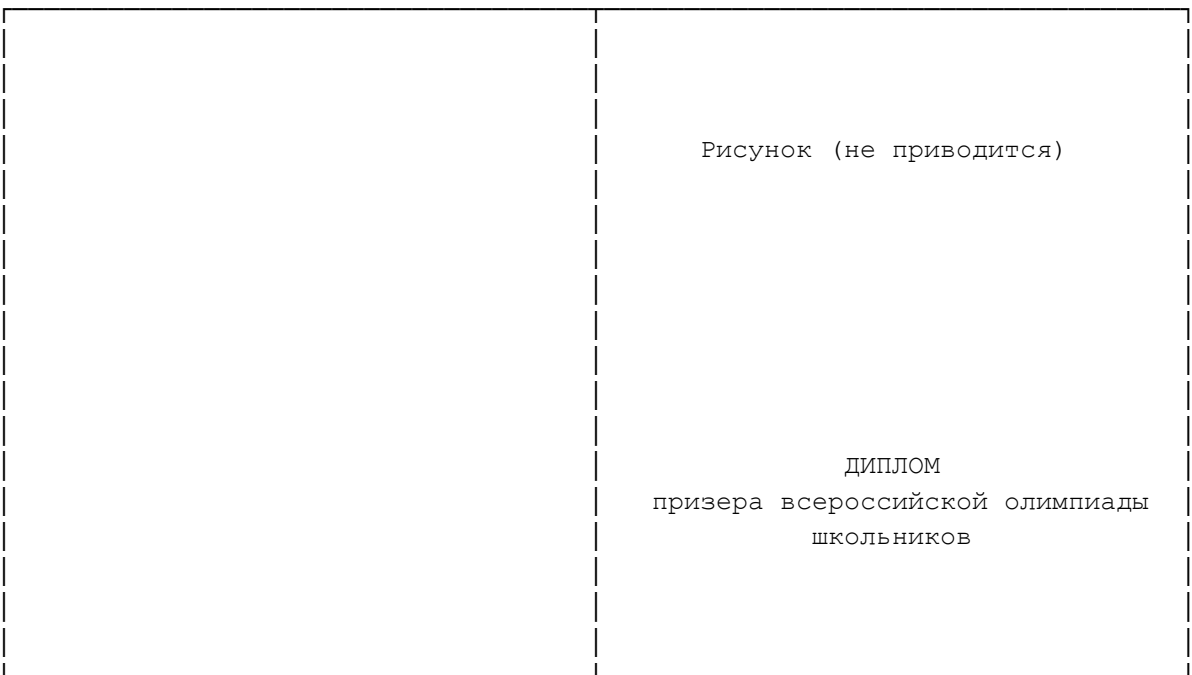 Рисунок (не приводится)
ДИПЛОМ
призера всероссийской олимпиады
школьников